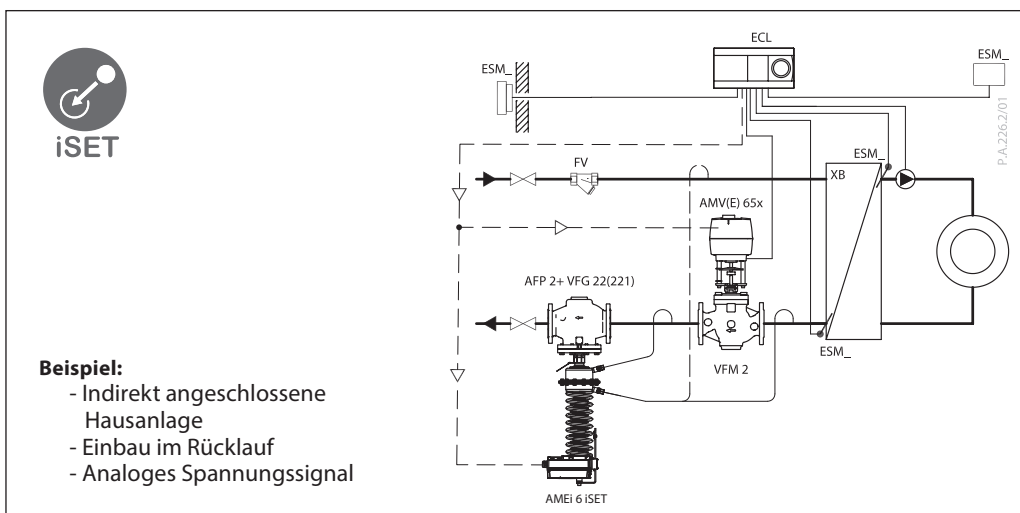 iSET
ECL
ESM_
ESM_
P.A.226.2/01
FV
ESM_
XB
AMV(E) 65x
AFP 2+ VFG 22(221)
ESM_
VFM 2
AMEi 6 iSET
Beispiel:
- Indirekt angeschlossene
Hausanlage
- Einbau im Rücklauf
- Analoges Spannungssignal